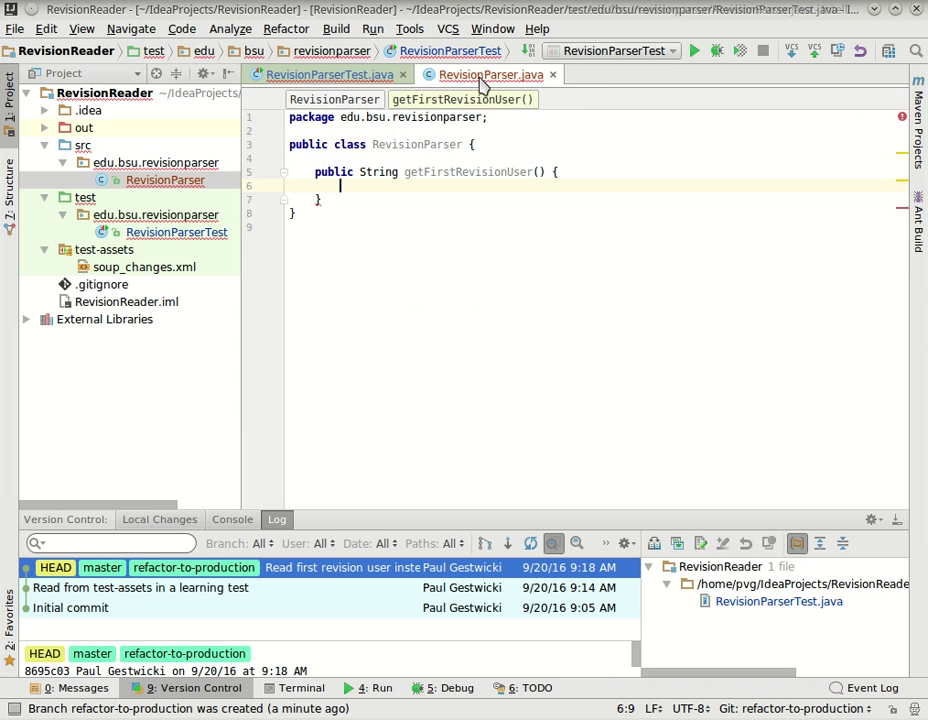 RevisionReader - [~/IdeaProjects/RevisionReader] - [RevisionReader] - ~/IdeaProjects/RevisionReader/test/edu/bsu/revisionparser/RevisionParserTest.java - I...
File Edit View Navigate Code Analyze Refactor Build Run Tools VCS Window Help
RevisionReader test edu bsu revisionparser RevisionParserTest RevisionParserTest VCS VCS
Project RevisionParserTest.java RevisionParser.java
RevisionReader ~/IdeaProjects/
.idea
out
src
edu.bsu.revisionparser
RevisionParser
test
edu.bsu.revisionparser
RevisionParserTest
test-assets
soup_changes.xml
.gitignore
RevisionReader.iml
External Libraries
1: Project
7: Structure
2: Favorites
RevisionParser getFirstRevisionUser()
1 package edu.bsu.revisionparser;
2
3 public class RevisionParser {
4
5 public String getFirstRevisionUser() {
6
7 }
8 }
9
Maven Projects
Ant Build
Version Control: Local Changes Console Log
Branch: All User: All Date: All Paths: All
HEAD master refactor-to-production Read first revision user inste Paul Gestwicki 9/20/16 9:18 AM
Read from test-assets in a learning test Paul Gestwicki 9/20/16 9:14 AM
Initial commit Paul Gestwicki 9/20/16 9:05 AM
HEAD master refactor-to-production
8695c03 Paul Gestwicki on 9/20/16 at 9:18 AM
RevisionReader 1 file
/home/pvg/IdeaProjects/RevisionReade
RevisionParserTest.java
0: Messages 9: Version Control Terminal 4: Run 5: Debug 6: TODO Event Log
Branch refactor-to-production was created (a minute ago) 6:9 LF UTF-8 Git: refactor-to-production